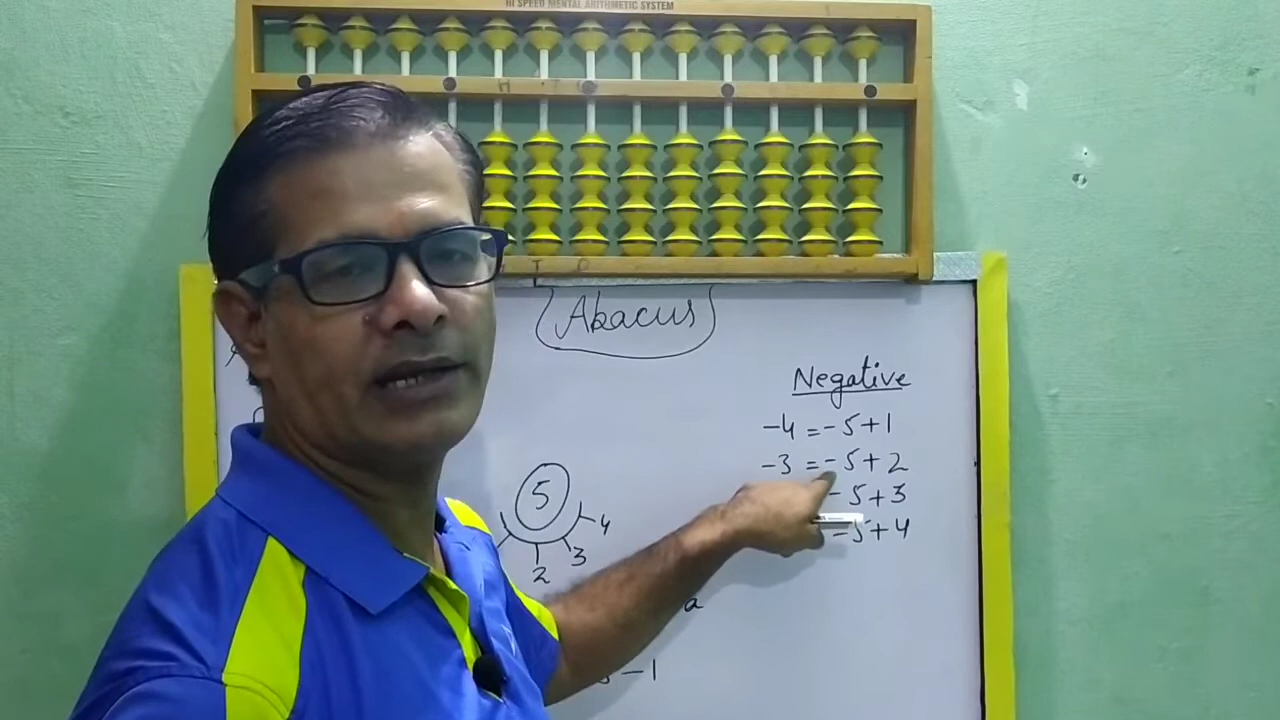 HI SPEED MENTAL ARITHMETIC SYSTEM
H T O
T O
Abacus
Negative
-4 = -5+1
-3 = -5+2
-5+3
-5+4
5
4
3
2
a
-1